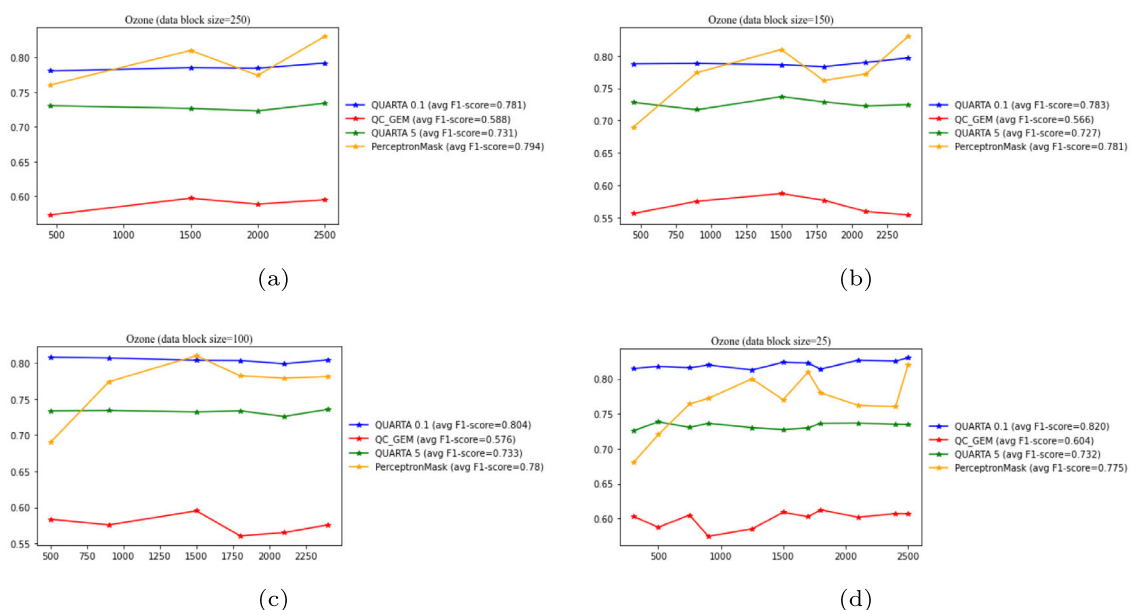 Ozone (data block size=250)
0.80
0.75
0.70
0.65
0.60
500 1000 1500 2000 2500
QUARTA 0.1 (avg F1-score=0.781)
QC_GEM (avg F1-score=0.588)
QUARTA 5 (avg F1-score=0.731)
PerceptronMask (avg F1-score=0.794)
(a)
Ozone (data block size=150)
0.80
0.75
0.70
0.65
0.60
0.55
500 750 1000 1250 1500 1750 2000 2250
QUARTA 0.1 (avg F1-score=0.783)
QC_GEM (avg F1-score=0.566)
QUARTA 5 (avg F1-score=0.727)
PerceptronMask (avg F1-score=0.781)
(b)
Ozone (data block size=100)
0.80
0.75
0.70
0.65
0.60
0.55
500 750 1000 1250 1500 1750 2000 2250
QUARTA 0.1 (avg F1-score=0.804)
QC_GEM (avg F1-score=0.576)
QUARTA 5 (avg F1-score=0.733)
PerceptronMask (avg F1-score=0.78)
(c)
Ozone (data block size=25)
0.80
0.75
0.70
0.65
0.60
500 1000 1500 2000 2500
QUARTA 0.1 (avg F1-score=0.820)
QC_GEM (avg F1-score=0.604)
QUARTA 5 (avg F1-score=0.732)
PerceptronMask (avg F1-score=0.775)
(d)